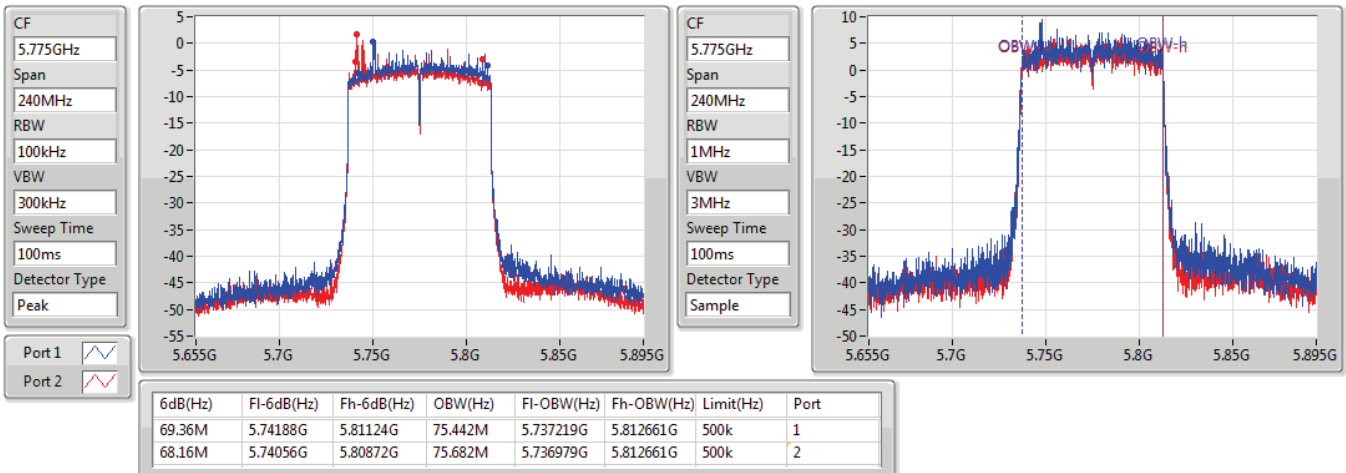 CF
5.775GHz
Span
240MHz
RBW
100kHz
VBW
300kHz
Sweep Time
100ms
Detector Type
Peak
Port 1
Port 2
5
0
-5
-10
-15
-20
-25
-30
-35
-40
-45
-50
-55
5.655G 5.7G 5.75G 5.8G 5.85G 5.895G
CF
5.775GHz
Span
240MHz
RBW
1MHz
VBW
3MHz
Sweep Time
100ms
Detector Type
Sample
10
5
0
-5
-10
-15
-20
-25
-30
-35
-40
-45
-50
OBW-h
5.655G 5.7G 5.75G 5.8G 5.85G 5.895G
6dB(Hz) Fl-6dB(Hz) Fh-6dB(Hz) OBW(Hz) Fl-OBW(Hz) Fh-OBW(Hz) Limit(Hz) Port
69.36M 5.74188G 5.81124G 75.442M 5.737219G 5.812661G 500k 1
68.16M 5.74056G 5.80872G 75.682M 5.736979G 5.812661G 500k 2